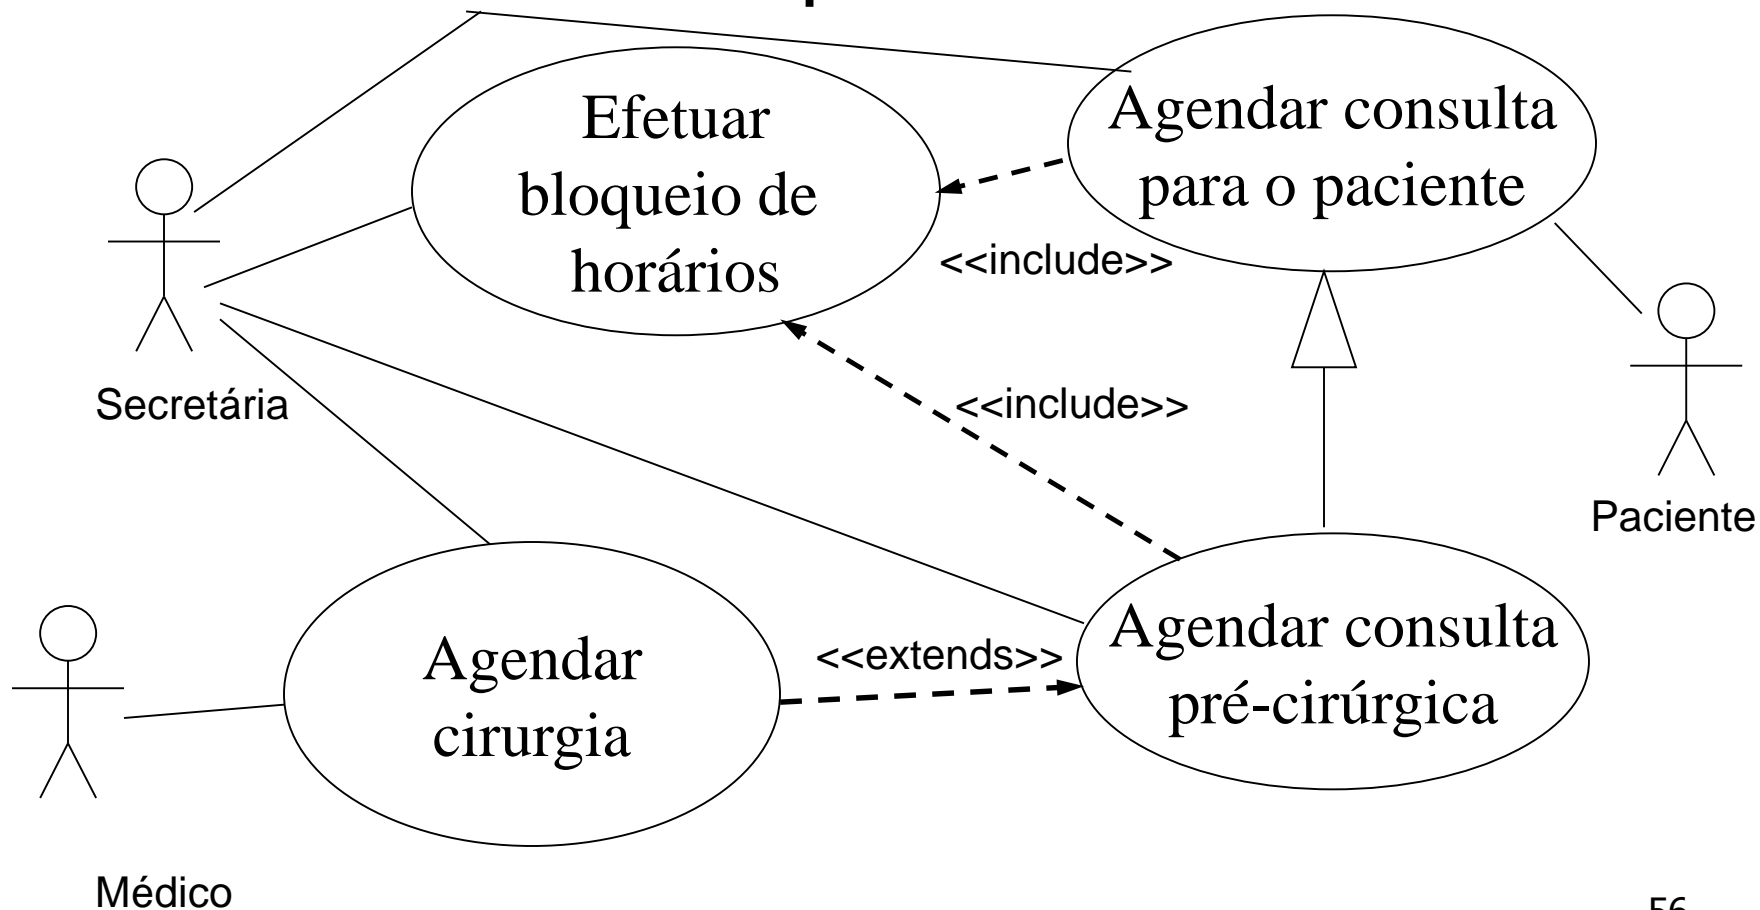 Efetuar
bloqueio de
horários
Agendar consulta
para o paciente
<<include>>
Secretária
<<include>>
Paciente
Agendar
cirurgia
<<extends>>
Agendar consulta
pré-cirúrgica
Médico
56